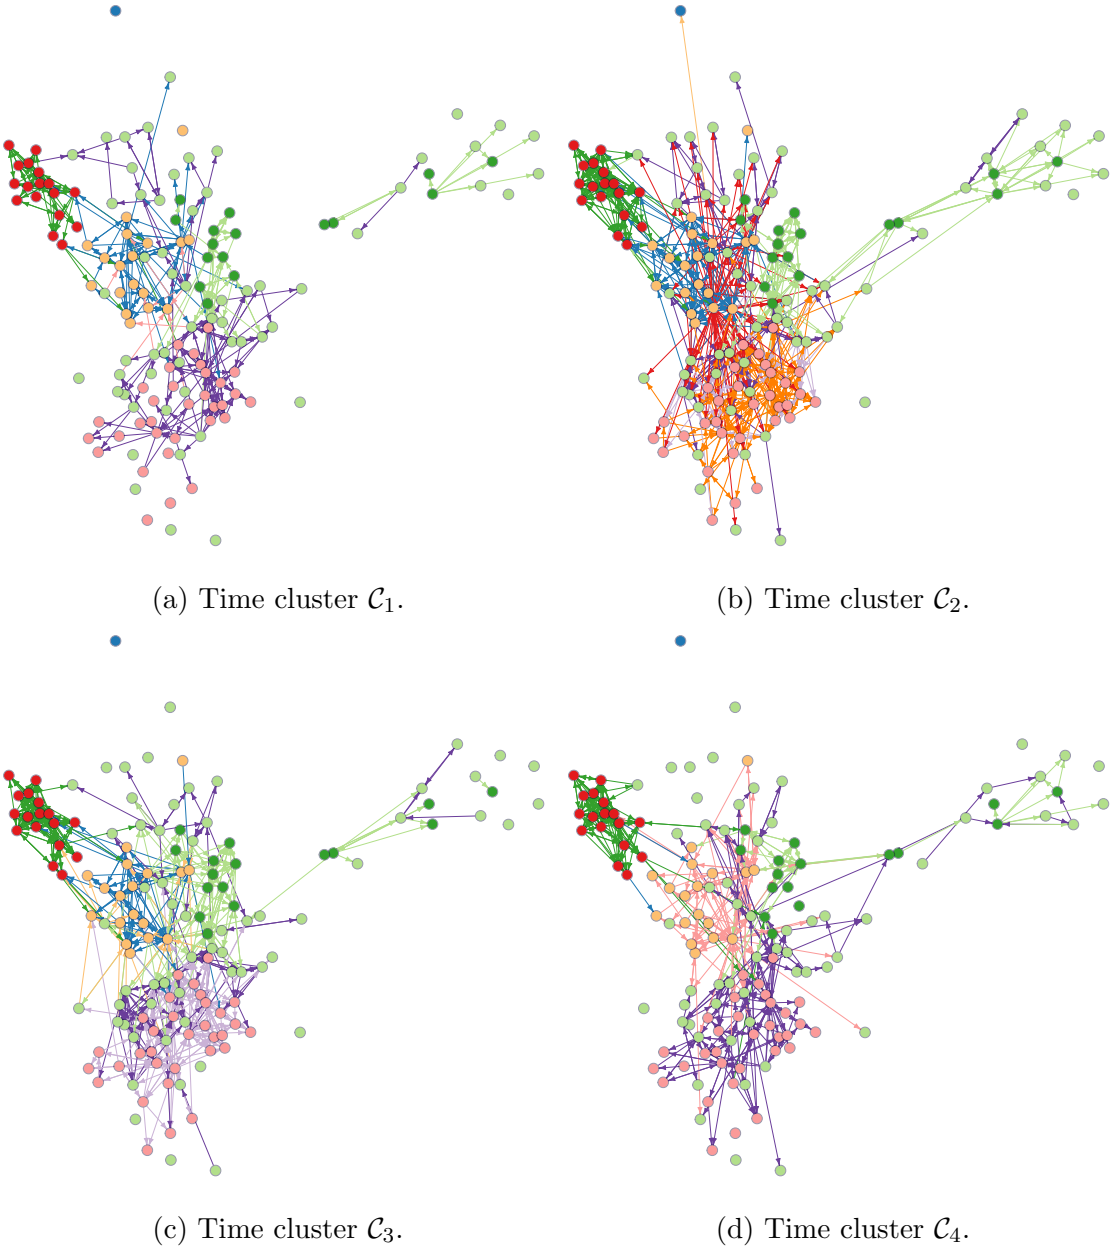 (a) Time cluster 𝒞₁.
(b) Time cluster 𝒞₂.
(c) Time cluster 𝒞₃.
(d) Time cluster 𝒞₄.